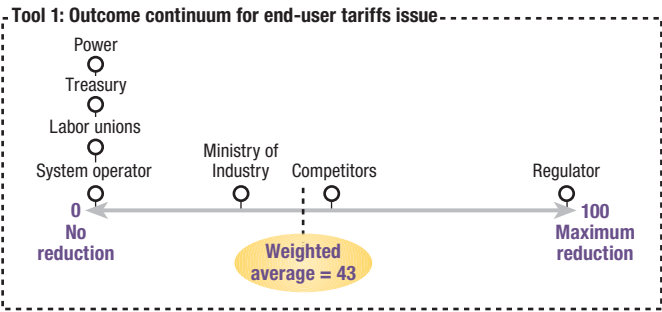 Tool 1: Outcome continuum for end-user tariffs issue
Power
Treasury
Labor unions
System operator
Ministry of
Industry
Competitors
Regulator
0
No
reduction
100
Maximum
reduction
Weighted
average = 43